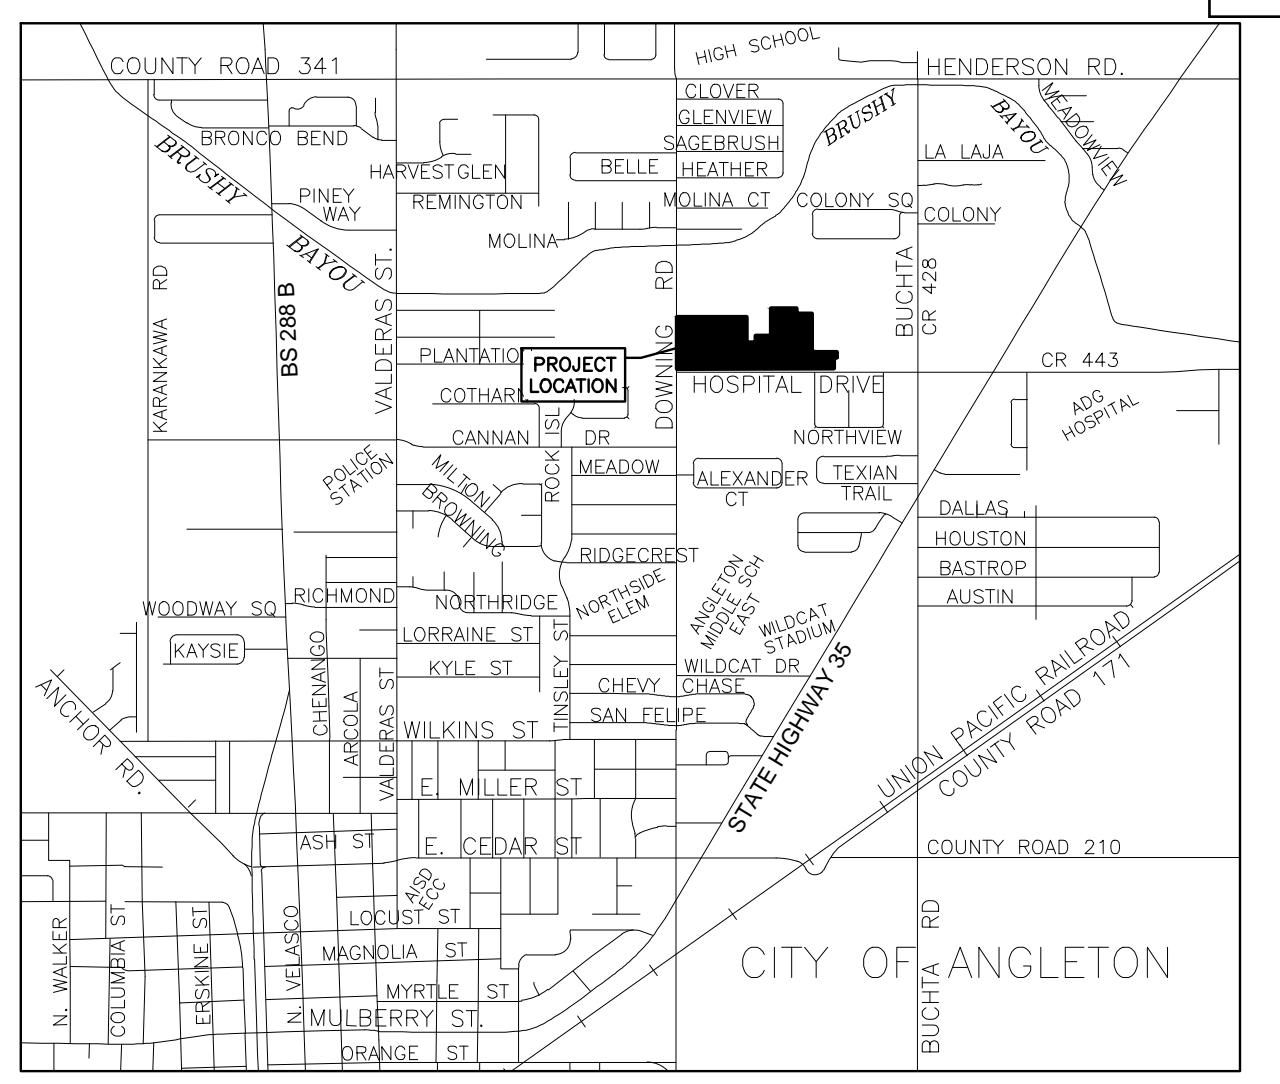 HIGH SCHOOL
COUNTY ROAD 341
HENDERSON RD.
CLOVER
MEADOWVIEW
BRUSHY
BAYOU
GLENVIEW
BRONCO BEND
SAGEBRUSH
LA LAJA
BRUSHY
HARVEST GLEN
BELLE
HEATHER
PINEY
WAY
REMINGTON
MOLINA CT
COLONY SQ
COLONY
MOLINA
BAYOU
KARANKAWA RD
BS 288 B
VALDERAS ST.
DOWNING RD
BUCHTA
CR 428
PLANTATIO
PROJECT
LOCATION
CR 443
HOSPITAL DRIVE
COTHARN
ADG
HOSPITAL
CANNAN DR
ROCK ISL
NORTHVIEW
POLICE
STATION
MILTON
BROWNING
MEADOW
ALEXANDER
CT
TEXIAN
TRAIL
DALLAS
HOUSTON
RIDGECREST
BASTROP
RICHMOND
NORTHRIDGE
NORTHSIDE
ELEM
ANGLETON
MIDDLE SCH
EAST
AUSTIN
WOODWAY SQ
LORRAINE ST
WILDCAT
STADIUM
KAYSIE
CHENANGO
KYLE ST
TINSLEY ST
WILDCAT DR
CHEVY CHASE
STATE HIGHWAY 35
UNION PACIFIC RAILROAD
COUNTY ROAD 171
ANCHOR RD.
ARCOLA
VALDERAS ST
SAN FELIPE
WILKINS ST
E. MILLER ST
ASH ST
E. CEDAR ST
COUNTY ROAD 210
AISD
ECC
N. WALKER
COLUMBIA ST
ERSKINE ST
N. VELASCO
LOCUST ST
MAGNOLIA ST
CITY OF ANGLETON
BUCHTA RD
MYRTLE ST
MULBERRY ST.
ORANGE ST